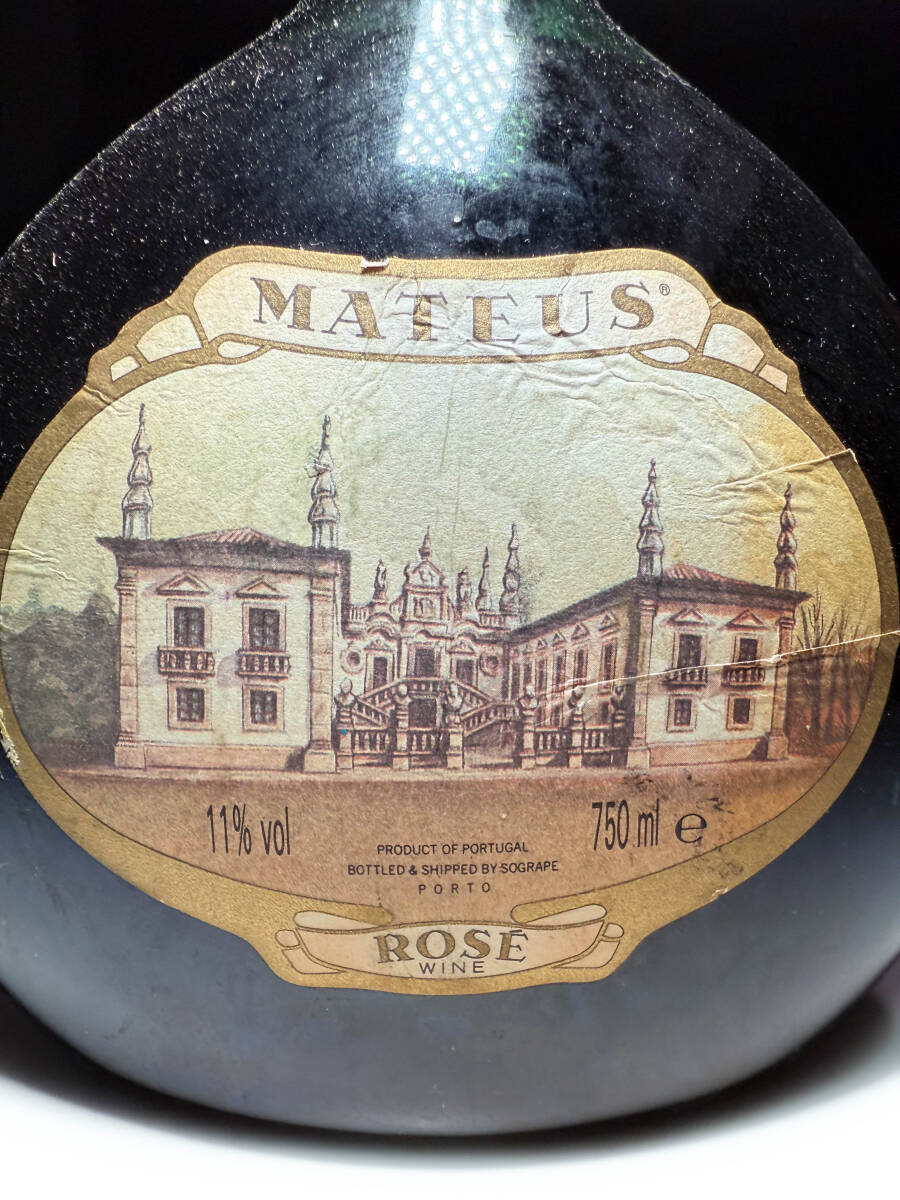 MATEUS®
11% vol
750 ml ℮
PRODUCT OF PORTUGAL
BOTTLED & SHIPPED BY SOGRAPE
PORTO
ROSÉ
WINE